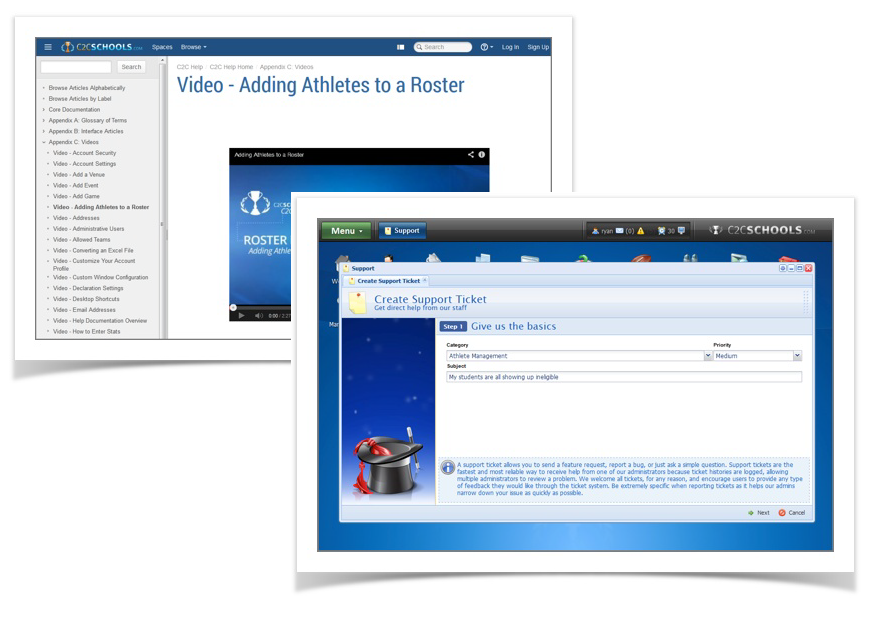 C2CSCHOOLS.COM Spaces Browse Search Log In Sign Up
Search
C2C Help C2C Help Home Appendix C: Videos
Video - Adding Athletes to a Roster
Browse Articles Alphabetically
Browse Articles by Label
Core Documentation
Appendix A: Glossary of Terms
Appendix B: Interface Articles
Appendix C: Videos
Video - Account Security
Video - Account Settings
Video - Add a Venue
Video - Add Event
Video - Add Game
Video - Adding Athletes to a Roster
Video - Addresses
Video - Administrative Users
Video - Allowed Teams
Video - Converting an Excel File
Video - Customize Your Account
Profile
Video - Custom Window Configuration
Video - Declaration Settings
Video - Desktop Shortcuts
Video - Email Addresses
Video - Help Documentation Overview
Video - How to Enter Stats
Adding Athletes to a Roster
ROSTER
Adding Athle
0:00
Menu Support ryan (0) 30 C2CSCHOOLS.COM
Support
Create Support Ticket
Create Support Ticket
Get direct help from our staff
Step 1 Give us the basics
Category Priority
Athlete Management Medium
Subject
My students are all showing up ineligible
A support ticket allows you to send a feature request, report a bug, or just ask a simple question. Support tickets are the
fastest and most reliable way to receive help from one of our administrators because ticket histories are logged, allowing
multiple administrators to review a problem. We welcome all tickets, for any reason, and encourage users to provide any type
of feedback they would like through the ticket system. Be extremely specific when reporting tickets as it helps our admins
narrow down your issue as quickly as possible.
Next Cancel